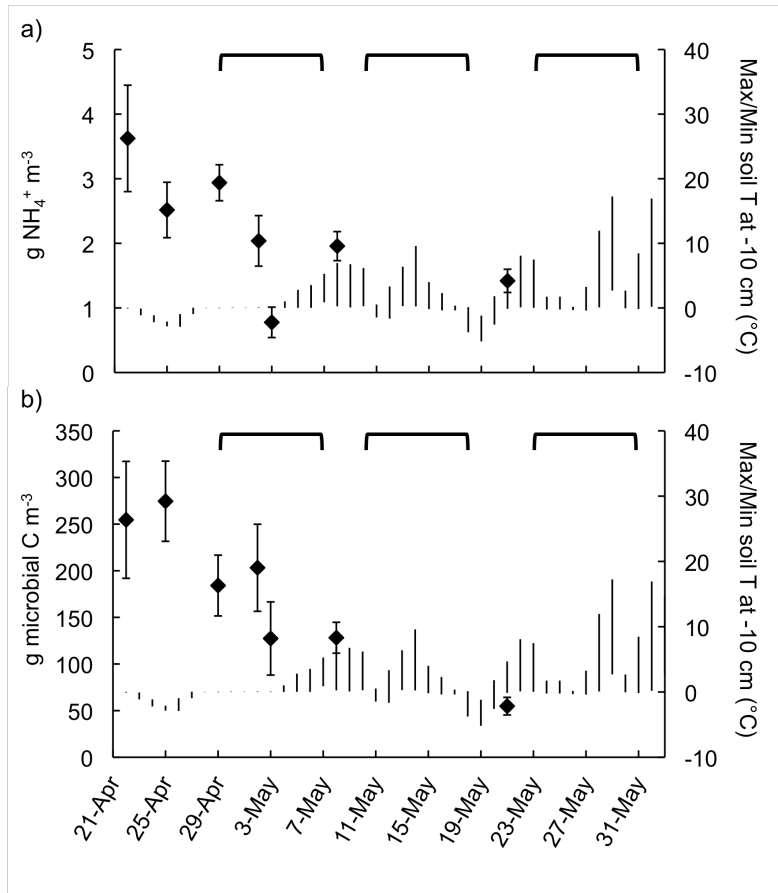 a)
5
4
3
2
1
0
g NH₄⁺ m⁻³
40
30
20
10
0
-10
Max/Min soil T at -10 cm (°C)
b)
350
300
250
200
150
100
50
0
g microbial C m⁻³
40
30
20
10
0
-10
Max/Min soil T at -10 cm (°C)
21-Apr
25-Apr
29-Apr
3-May
7-May
11-May
15-May
19-May
23-May
27-May
31-May